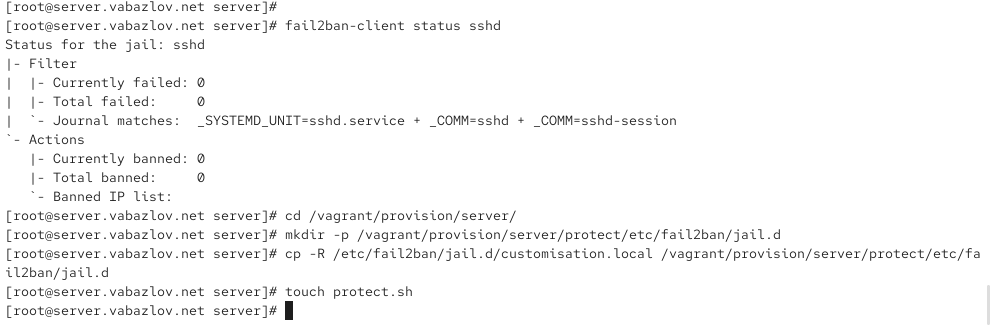 [root@server.vabazlov.net server]#
[root@server.vabazlov.net server]# fail2ban-client status sshd
Status for the jail: sshd
|- Filter
|  |- Currently failed: 0
|  |- Total failed:     0
|  `- Journal matches:  _SYSTEMD_UNIT=sshd.service + _COMM=sshd + _COMM=sshd-session
`- Actions
   |- Currently banned: 0
   |- Total banned:     0
   `- Banned IP list:
[root@server.vabazlov.net server]# cd /vagrant/provision/server/
[root@server.vabazlov.net server]# mkdir -p /vagrant/provision/server/protect/etc/fail2ban/jail.d
[root@server.vabazlov.net server]# cp -R /etc/fail2ban/jail.d/customisation.local /vagrant/provision/server/protect/etc/fa
il2ban/jail.d
[root@server.vabazlov.net server]# touch protect.sh
[root@server.vabazlov.net server]#